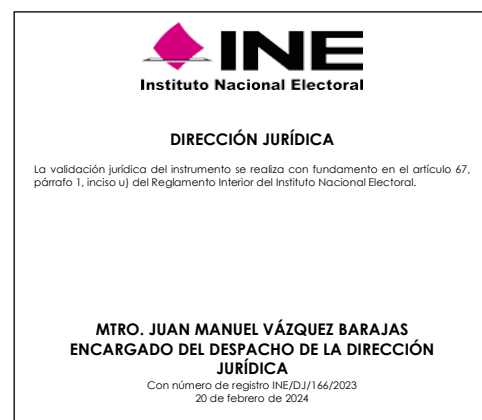 INE
Instituto Nacional Electoral
DIRECCIÓN JURÍDICA
La validación jurídica del instrumento se realiza con fundamento en el artículo 67,
párrafo 1, inciso u) del Reglamento Interior del Instituto Nacional Electoral.
MTRO. JUAN MANUEL VÁZQUEZ BARAJAS
ENCARGADO DEL DESPACHO DE LA DIRECCIÓN
JURÍDICA
Con número de registro INE/DJ/166/2023
20 de febrero de 2024